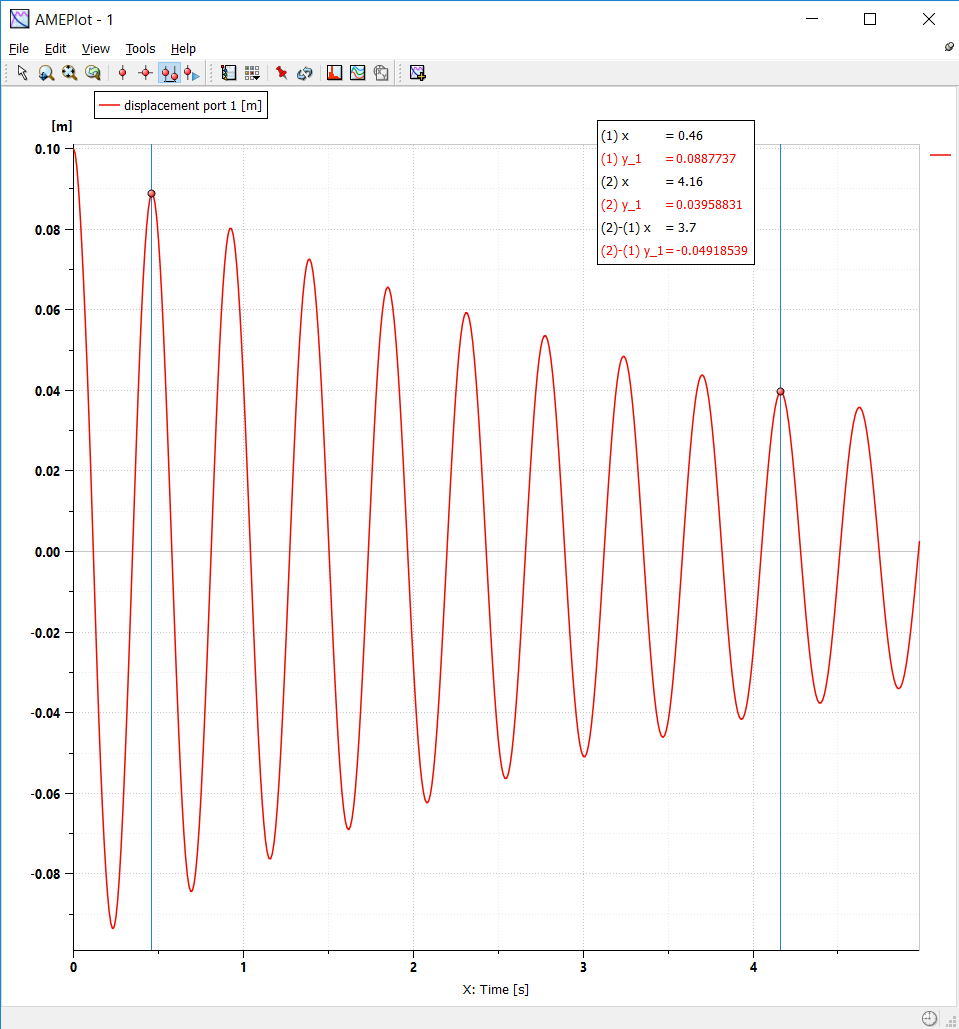 AMEPlot - 1
File Edit View Tools Help
displacement port 1 [m]
[m]
(1) x = 0.46
(1) y_1 =0.0887737
(2) x = 4.16
(2) y_1 =0.03958831
(2)-(1) x = 3.7
(2)-(1) y_1=-0.04918539
0.10
0.08
0.06
0.04
0.02
0.00
-0.02
-0.04
-0.06
-0.08
0 1 2 3 4
X: Time [s]